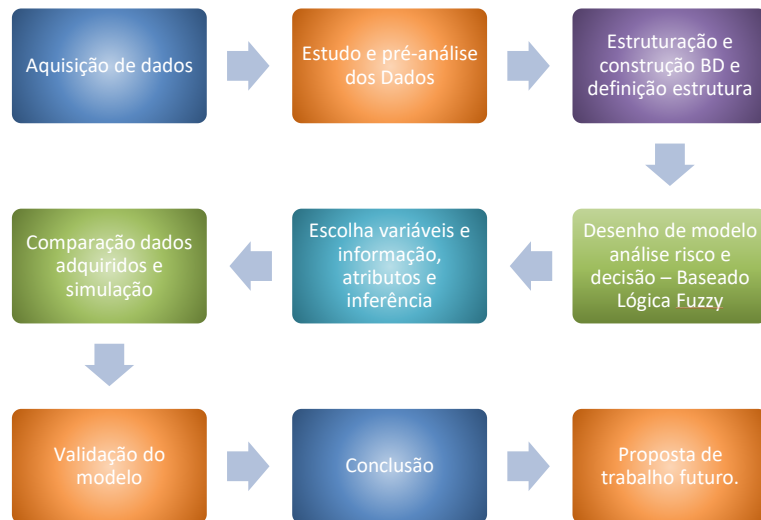 Aquisição de dados
Estudo e pré-análise
dos Dados
Estruturação e
construção BD e
definição estrutura
Desenho de modelo
análise risco e
decisão – Baseado
Lógica Fuzzy
Escolha variáveis e
informação,
atributos e
inferência
Comparação dados
adquiridos e
simulação
Validação do
modelo
Conclusão
Proposta de
trabalho futuro.